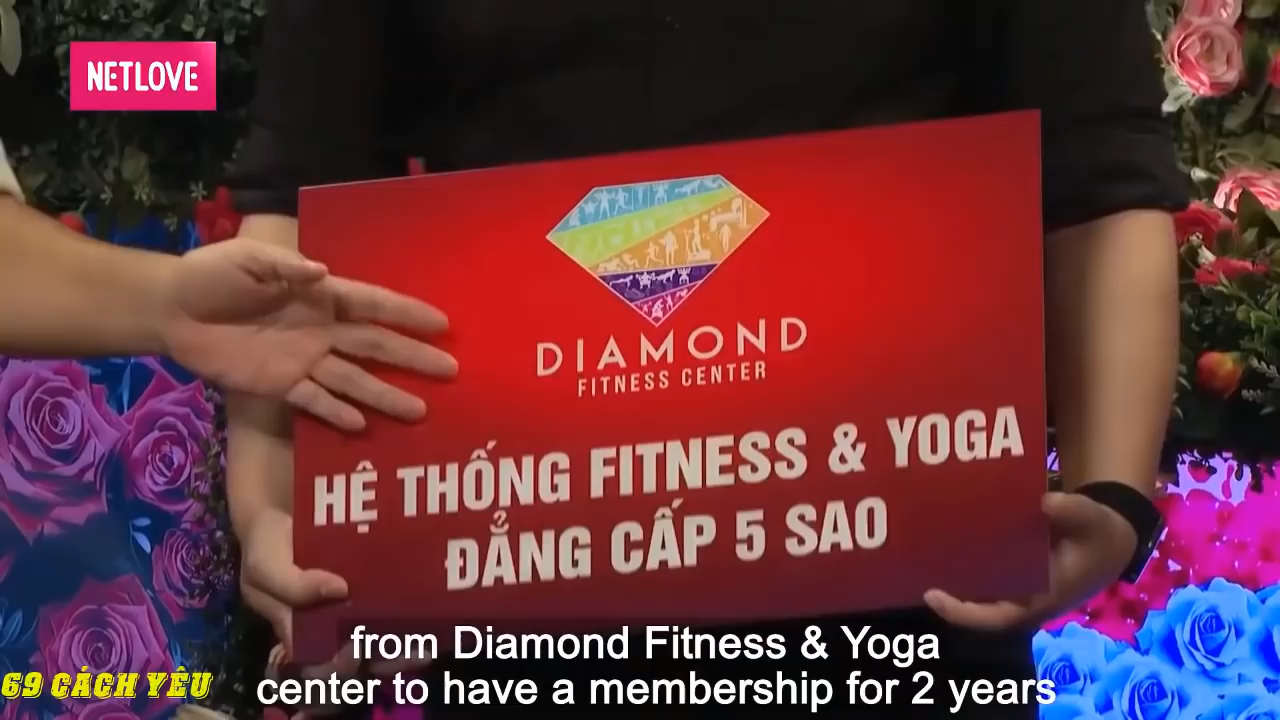 NETLOVE
DIAMOND
FITNESS CENTER
HỆ THỐNG FITNESS & YOGA
ĐẲNG CẤP 5 SAO
from Diamond Fitness & Yoga
center to have a membership for 2 years
69 CÁCH YÊU